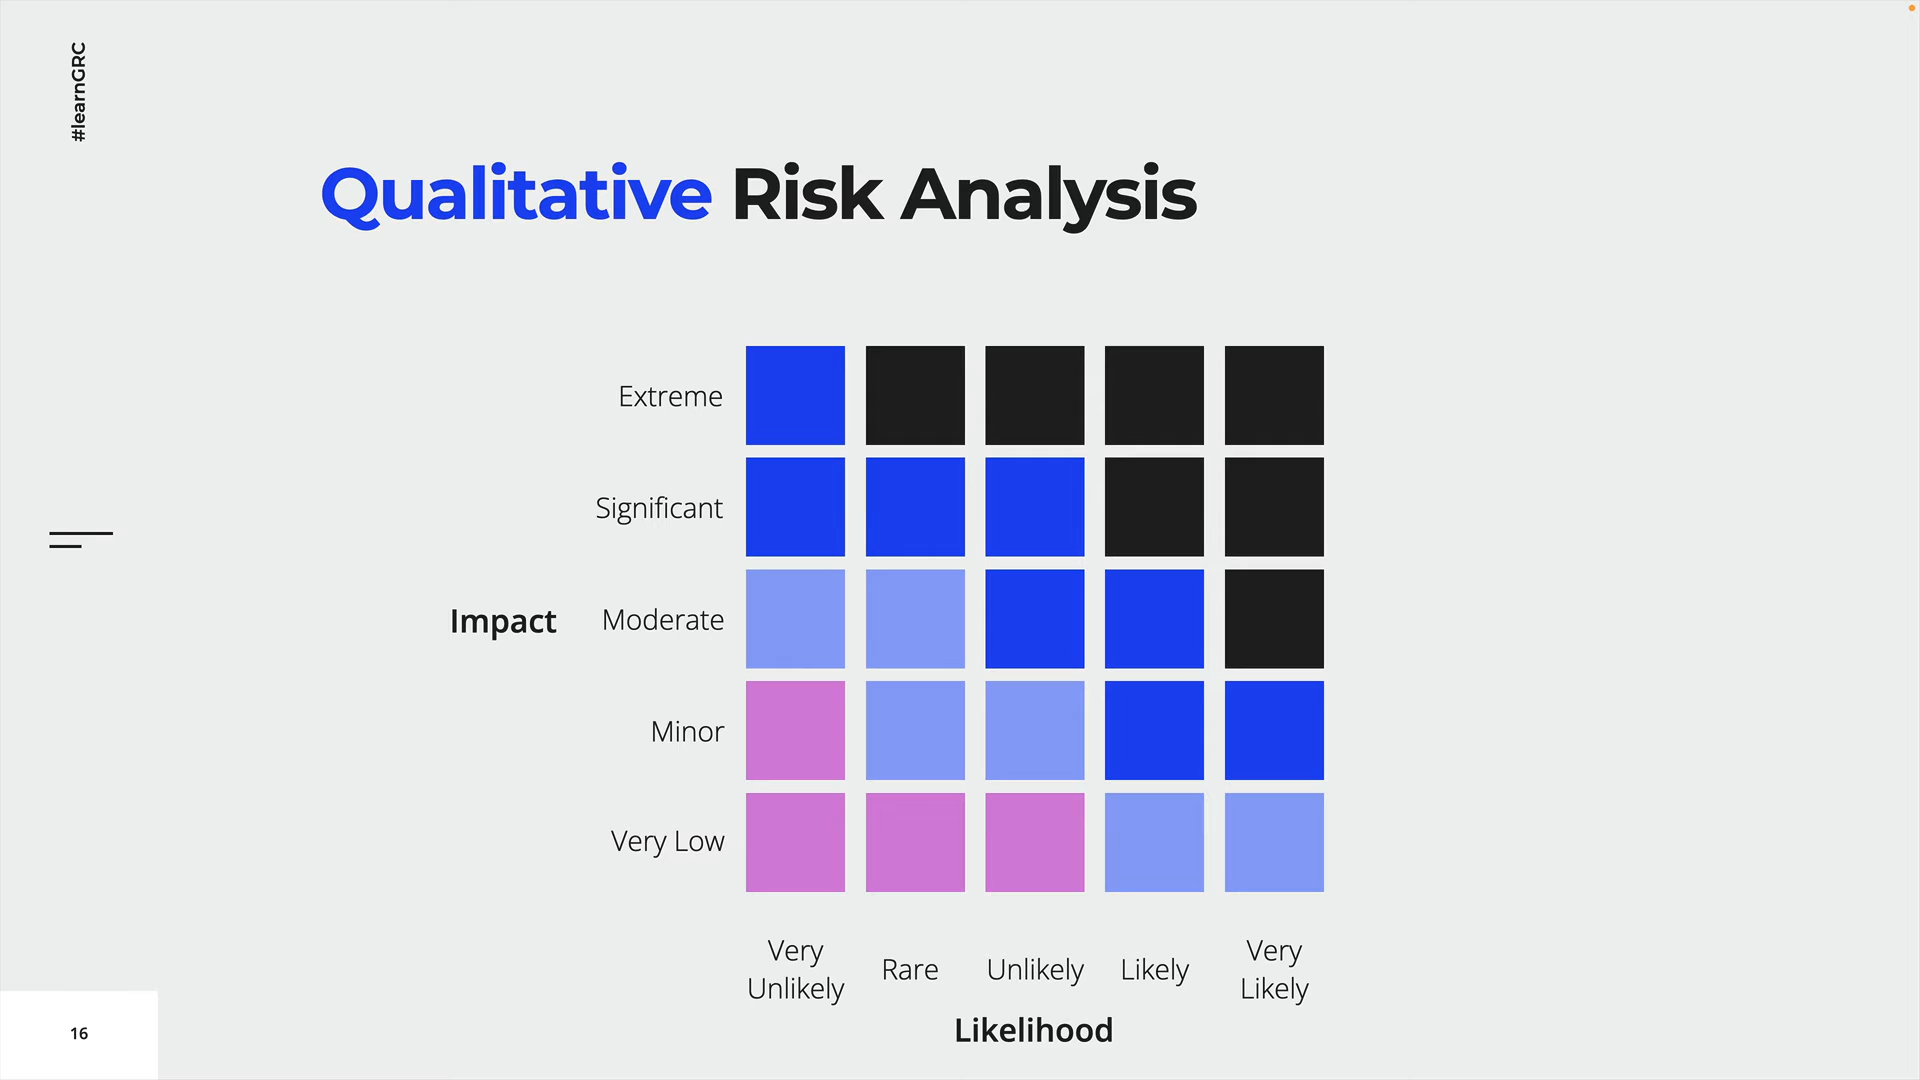 #learnGRC
Qualitative Risk Analysis
Extreme
Significant
Impact
Moderate
Minor
Very Low
Very
Unlikely
Rare
Unlikely
Likely
Very
Likely
Likelihood
16